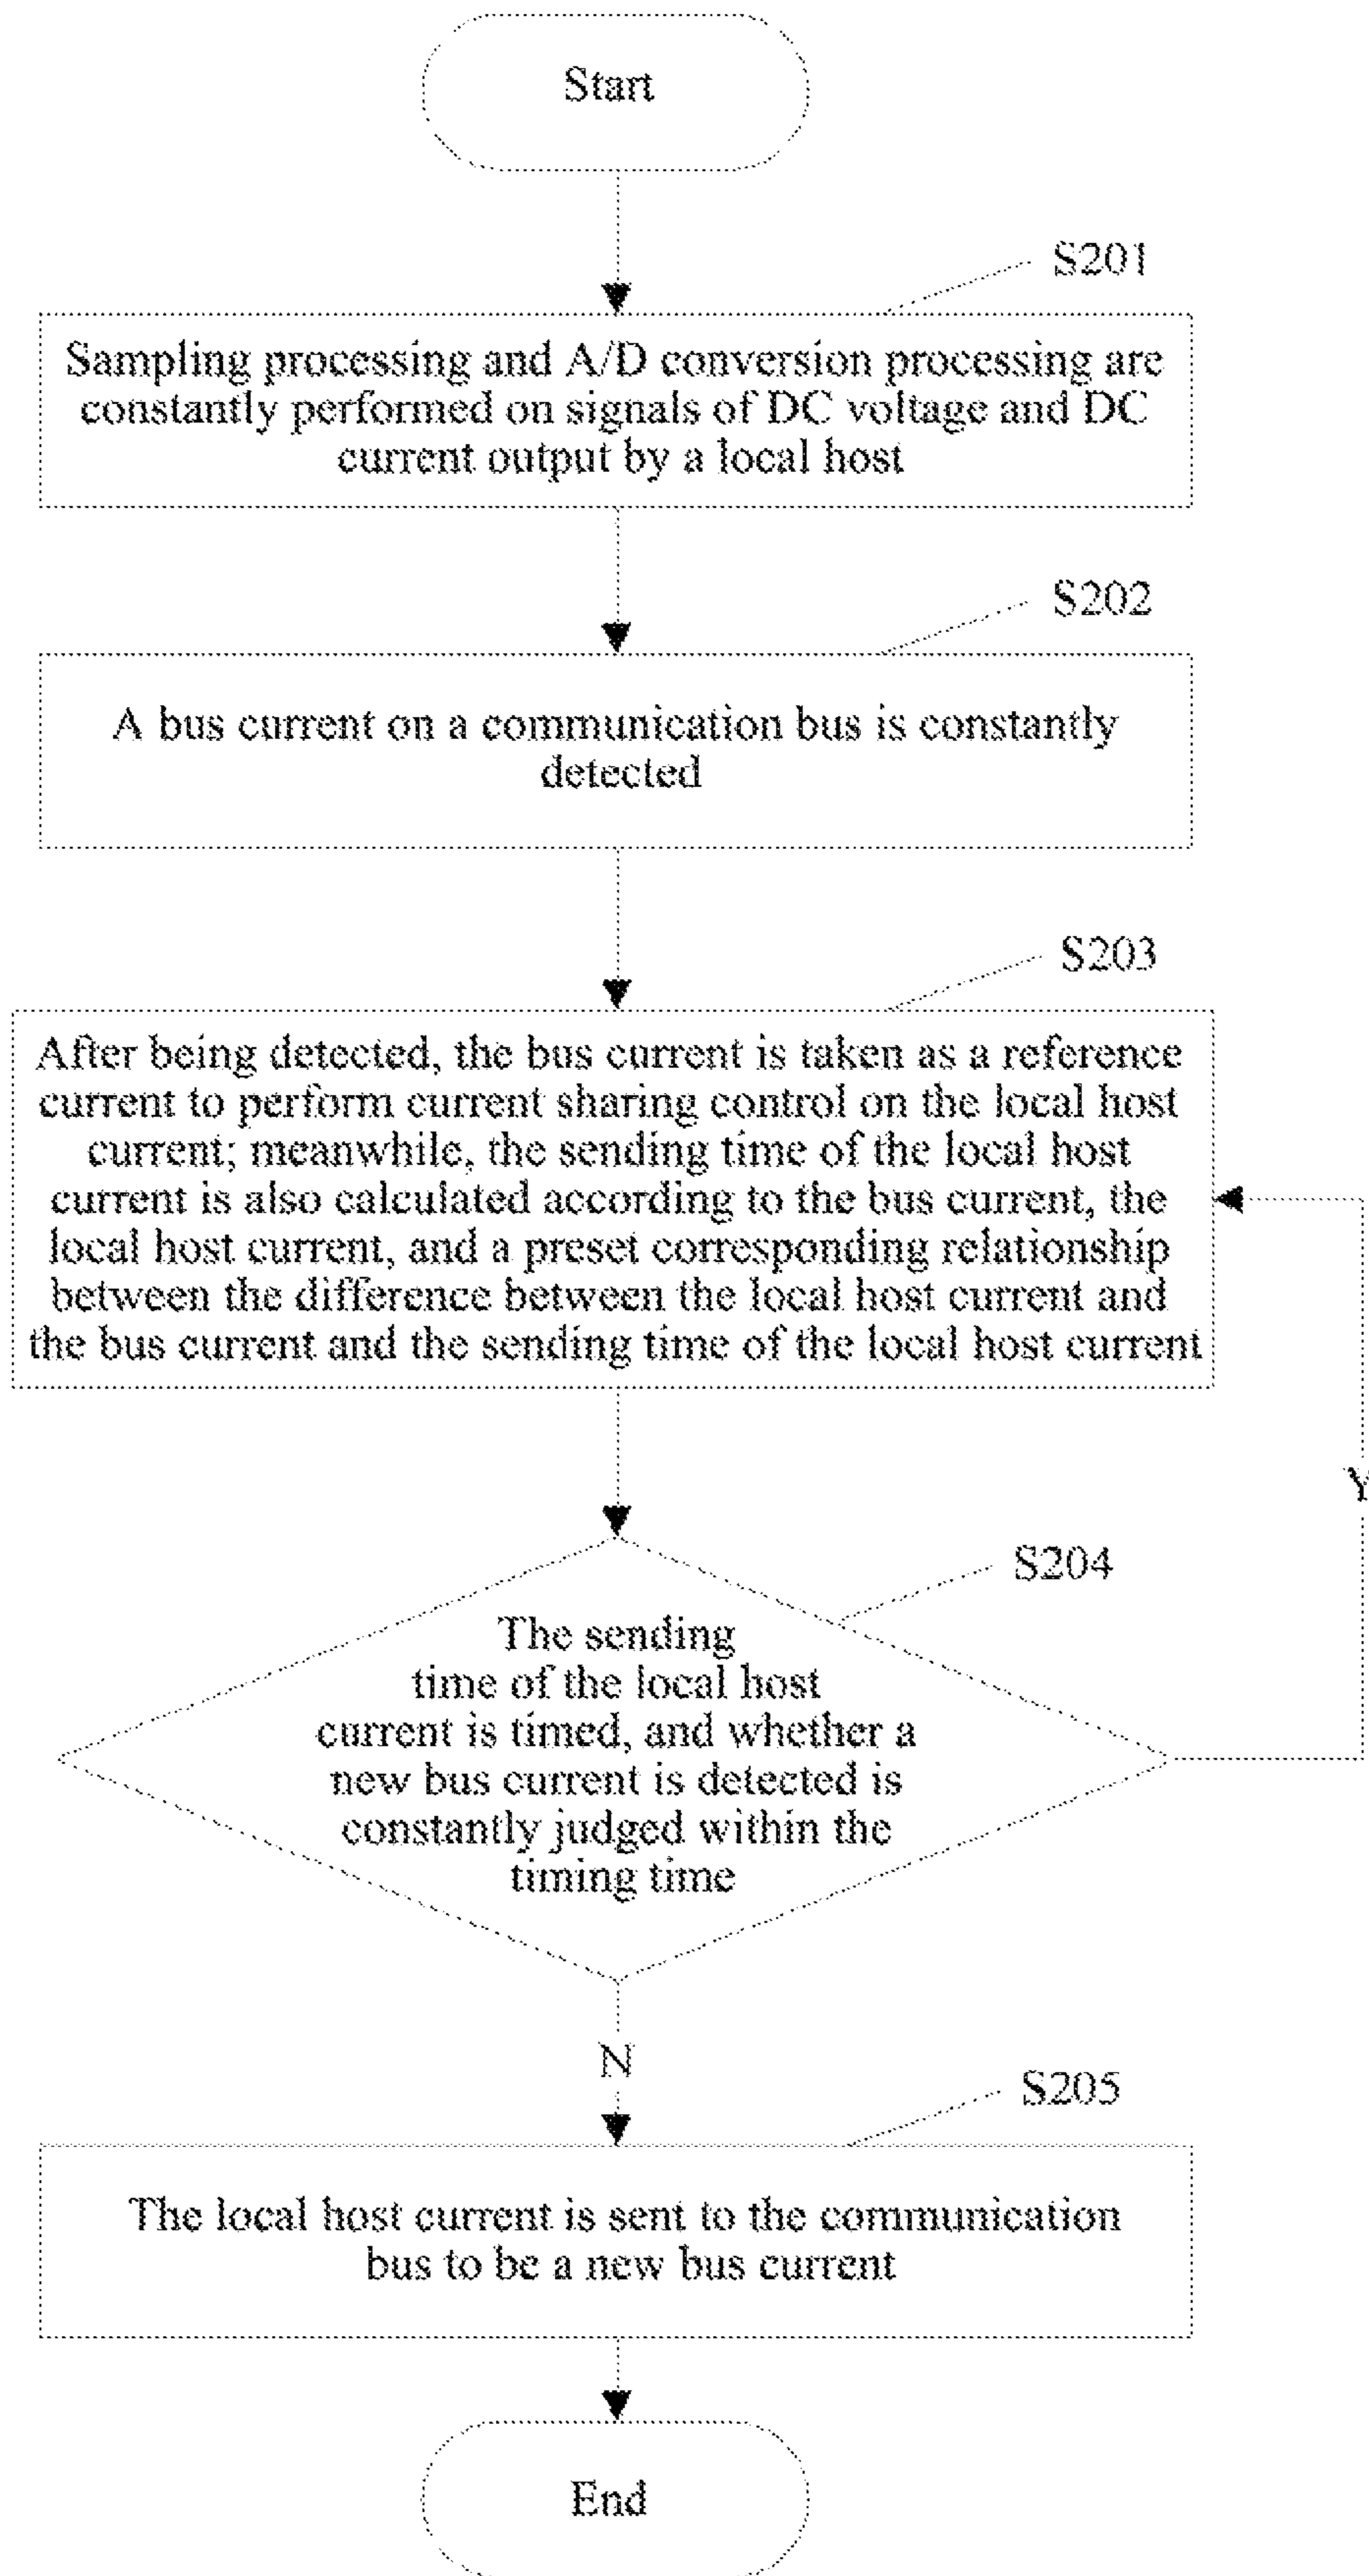 Start
S201
Sampling processing and A/D conversion processing are
constantly performed on signals of DC voltage and DC
current output by a local host
S202
A bus current on a communication bus is constantly
detected
S203
After being detected, the bus current is taken as a reference
current to perform current sharing control on the local host
current; meanwhile, the sending time of the local host
current is also calculated according to the bus current, the
local host current, and a preset corresponding relationship
between the difference between the local host current and
the bus current and the sending time of the local host current
Y
S204
The sending
time of the local host
current is timed, and whether a
new bus current is detected is
constantly judged within the
timing time
N
S205
The local host current is sent to the communication
bus to be a new bus current
End